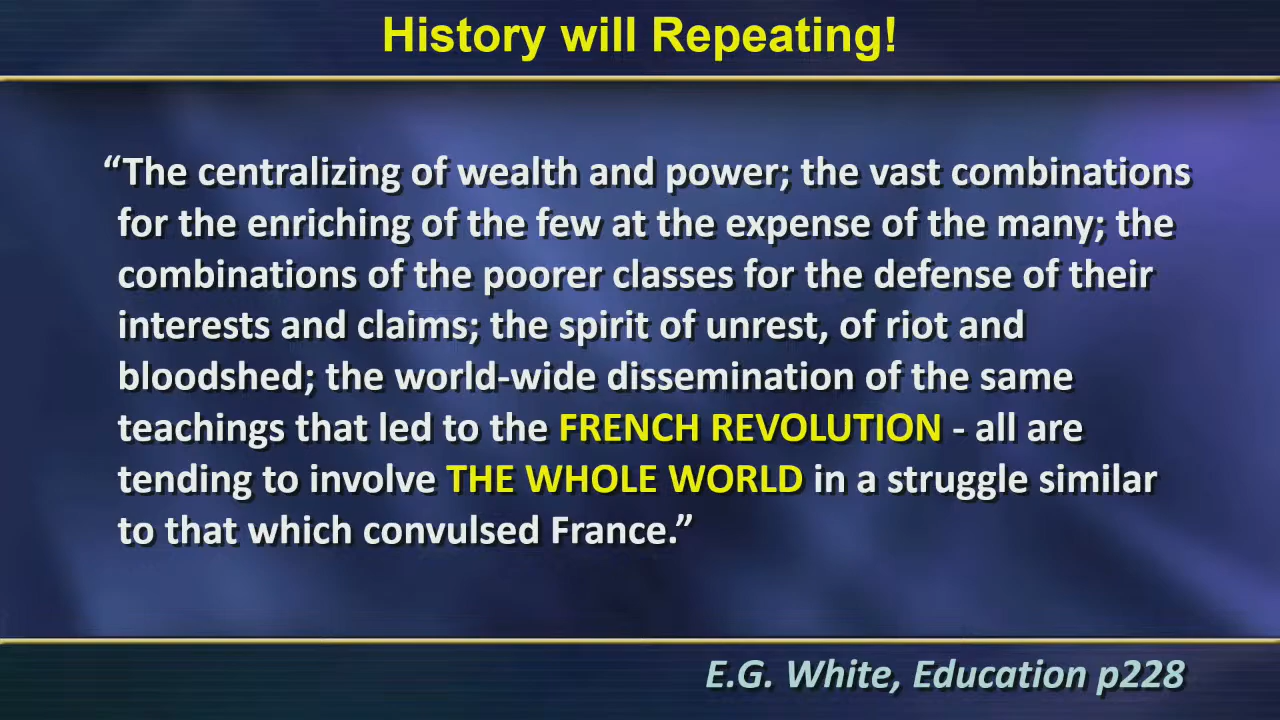 History will Repeating!
“The centralizing of wealth and power; the vast combinations
for the enriching of the few at the expense of the many; the
combinations of the poorer classes for the defense of their
interests and claims; the spirit of unrest, of riot and
bloodshed; the world-wide dissemination of the same
teachings that led to the FRENCH REVOLUTION - all are
tending to involve THE WHOLE WORLD in a struggle similar
to that which convulsed France.”
E.G. White, Education p228